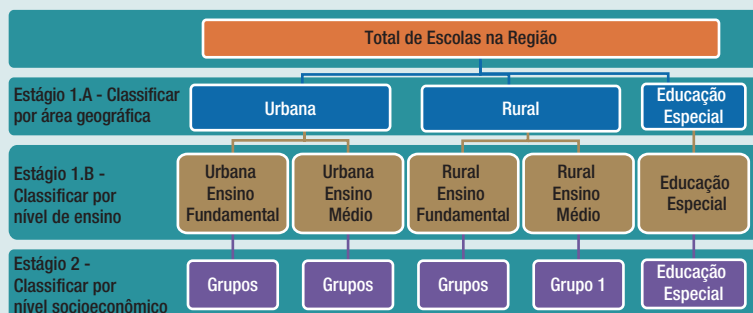 Total de Escolas na Região
Estágio 1.A - Classificar
por área geográfica
Urbana
Rural
Educação
Especial
Estágio 1.B -
Classificar por
nível de ensino
Urbana
Ensino
Fundamental
Urbana
Ensino
Médio
Rural
Ensino
Fundamental
Rural
Ensino
Médio
Educação
Especial
Estágio 2 -
Classificar por
nível socioeconômico
Grupos
Grupos
Grupos
Grupo 1
Educação
Especial